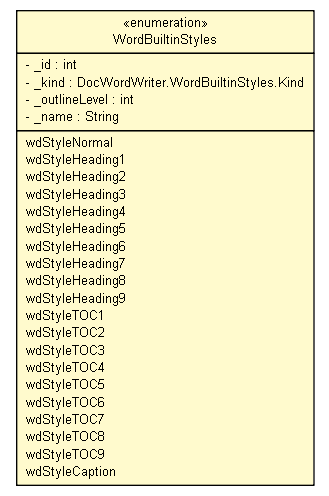 «enumeration»
WordBuiltinStyles
- _id : int
- _kind : DocWordWriter.WordBuiltinStyles.Kind
- _outlineLevel : int
- _name : String
wdStyleNormal
wdStyleHeading1
wdStyleHeading2
wdStyleHeading3
wdStyleHeading4
wdStyleHeading5
wdStyleHeading6
wdStyleHeading7
wdStyleHeading8
wdStyleHeading9
wdStyleTOC1
wdStyleTOC2
wdStyleTOC3
wdStyleTOC4
wdStyleTOC5
wdStyleTOC6
wdStyleTOC7
wdStyleTOC8
wdStyleTOC9
wdStyleCaption